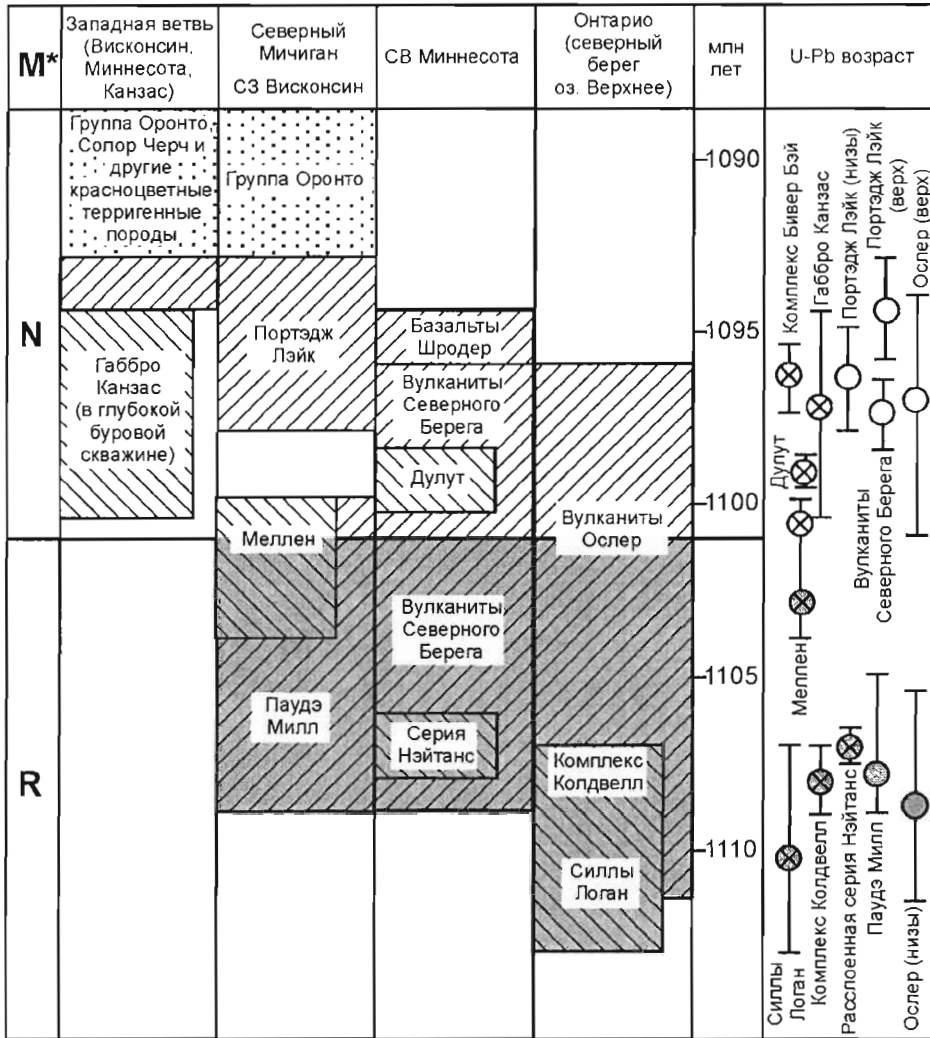 М*
Западная ветвь
(Висконсин,
Миннесота,
Канзас)
Северный
Мичиган
СЗ Висконсин
СВ Миннесота
Онтарио
(северный
берег
оз. Верхнее)
млн
лет
U-Pb возраст
N
R
Группа Оронто,
Солор Черч и
другие
красноцветные
терригенные
породы
Габбро
Канзас
(в глубокой
буровой
скважине)
Группа Оронто
Портэдж
Лэйк
Меллен
Паудэ
Милл
Базальты
Шродер
Вулканиты
Северного
Берега
Дулут
Вулканиты
Северного
Берега
Серия
Нэйтанс
Вулканиты
Ослер
Комплекс
Колдвелл
Силлы
Логан
1090
1095
1100
1105
1110
Комплекс Бивер Бэй
Габбро Канзас
Портэдж Лэйк (низы)
Портэдж Лэйк
(верх)
Ослер (верх)
Дулут
Меллен
Вулканиты
Северного Берега
Силлы
Логан
Комплекс Колдвелл
Расслоенная серия Нэйтанс
Паудэ Милл
Ослер (низы)